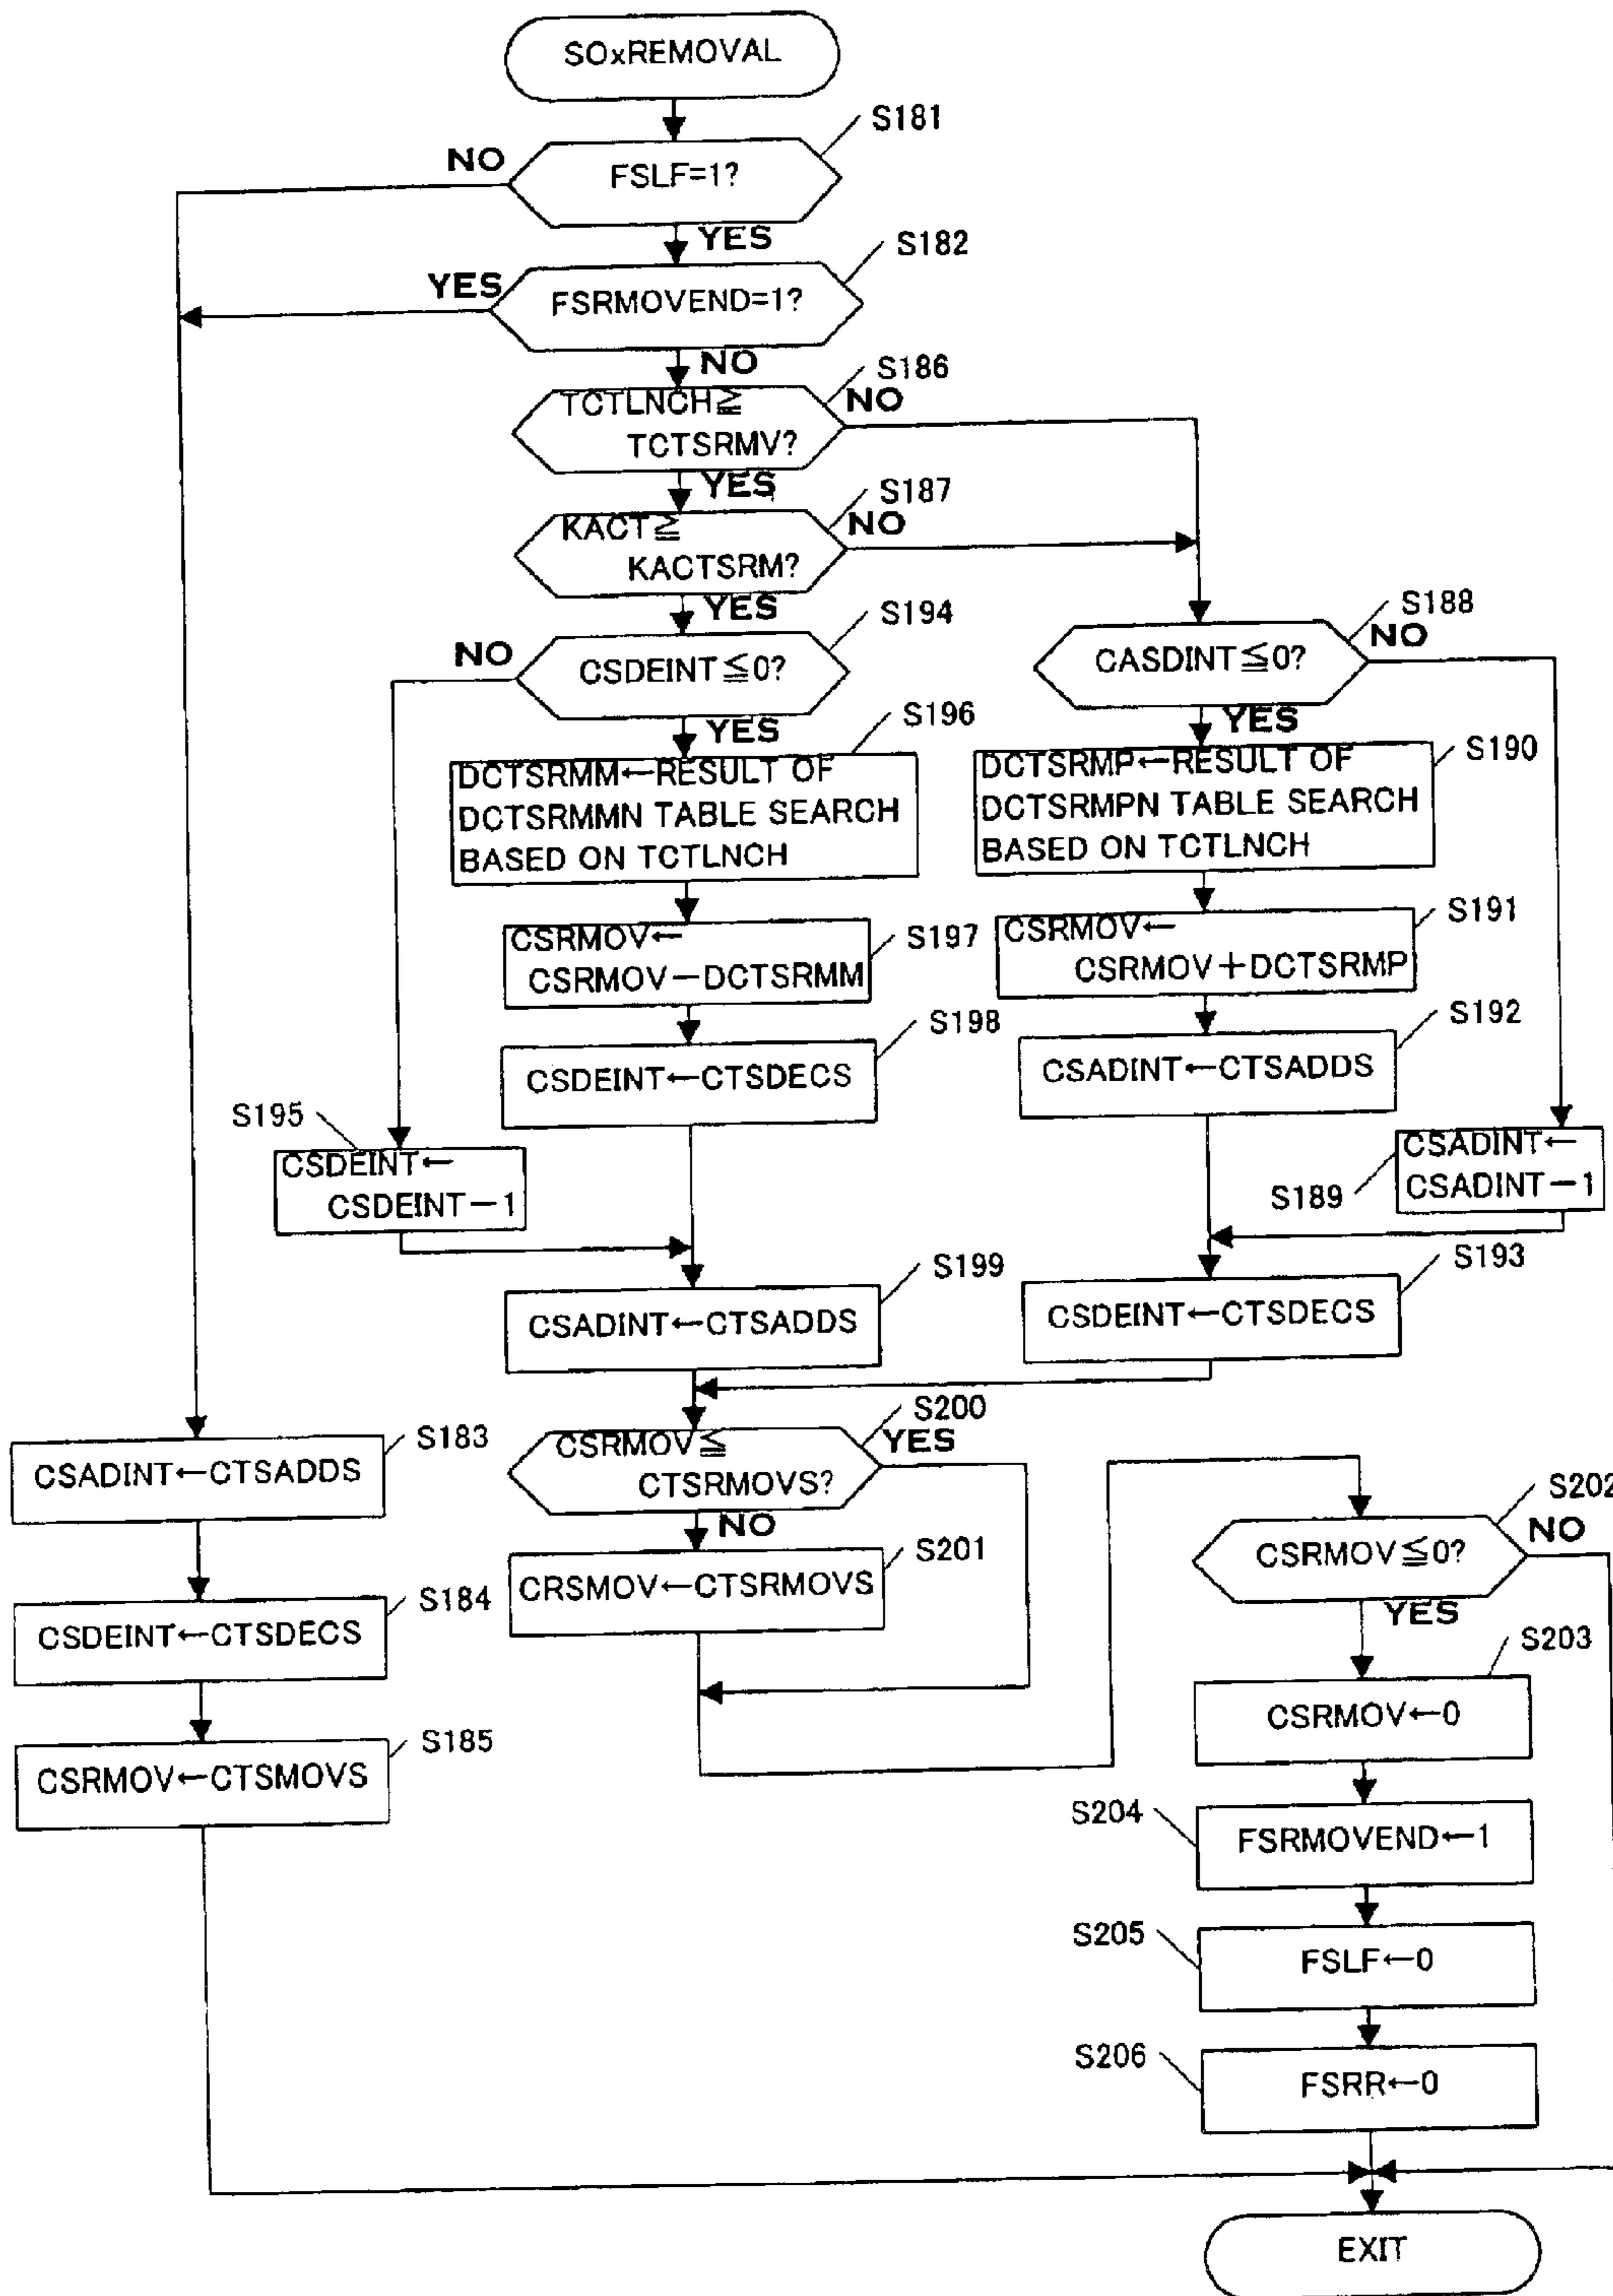 SOxREMOVAL
S181
NO
FSLF=1?
YES
S182
YES
FSRMOVEND=1?
NO
S186
TCTLNCH≧
TCTSRMV?
NO
YES
S187
KACT≧
KACTSRM?
NO
YES
S194
NO
CSDEINT≦0?
YES
S188
CASDINT≦0?
NO
YES
S196
DCTSRMM←RESULT OF
DCTSRMMN TABLE SEARCH
BASED ON TCTLNCH
S190
DCTSRMP←RESULT OF
DCTSRMPN TABLE SEARCH
BASED ON TCTLNCH
CSRMOV←
CSRMOV−DCTSRMM
S197
CSRMOV←
CSRMOV+DCTSRMP
S191
S198
CSDEINT←CTSDECS
S192
CSADINT←CTSADDS
S195
CSDEINT←
CSDEINT−1
S189
CSADINT←
CSADINT−1
S199
CSADINT←CTSADDS
S193
CSDEINT←CTSDECS
S183
CSADINT←CTSADDS
S200
CSRMOV≦
CTSRMOVS?
YES
NO
S201
CRSMOV←CTSRMOVS
S202
CSRMOV≦0?
NO
YES
S184
CSDEINT←CTSDECS
S203
CSRMOV←0
S185
CSRMOV←CTSMOVS
S204
FSRMOVEND←1
S205
FSLF←0
S206
FSRR←0
EXIT